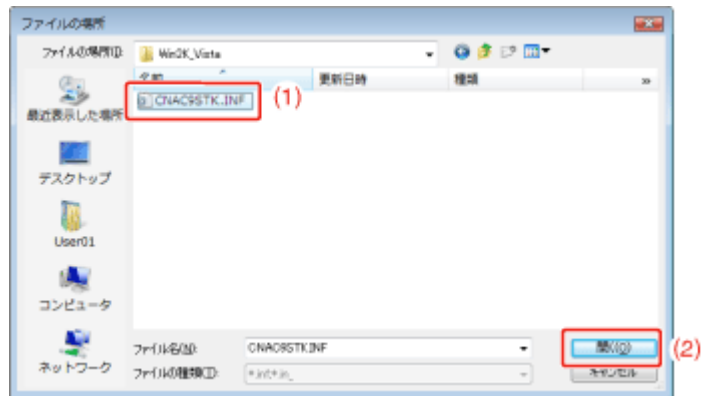 ファイルの場所
ファイルの場所(I):
Win2K_Vista
名前
更新日時
種類
»
CNAC9STK.INF
(1)
最近表示した場所
デスクトップ
User01
コンピュータ
ネットワーク
ファイル名(N):
CNAC9STK.INF
開く(O)
(2)
ファイルの種類(T):
キャンセル